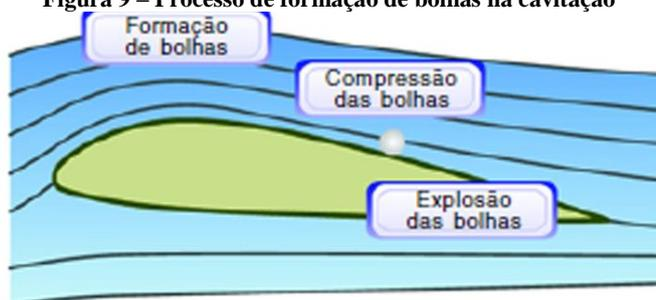 Figura 9 – Processo de formação de bolhas na cavitação
Formação
de bolhas
Compressão
das bolhas
Explosão
das bolhas